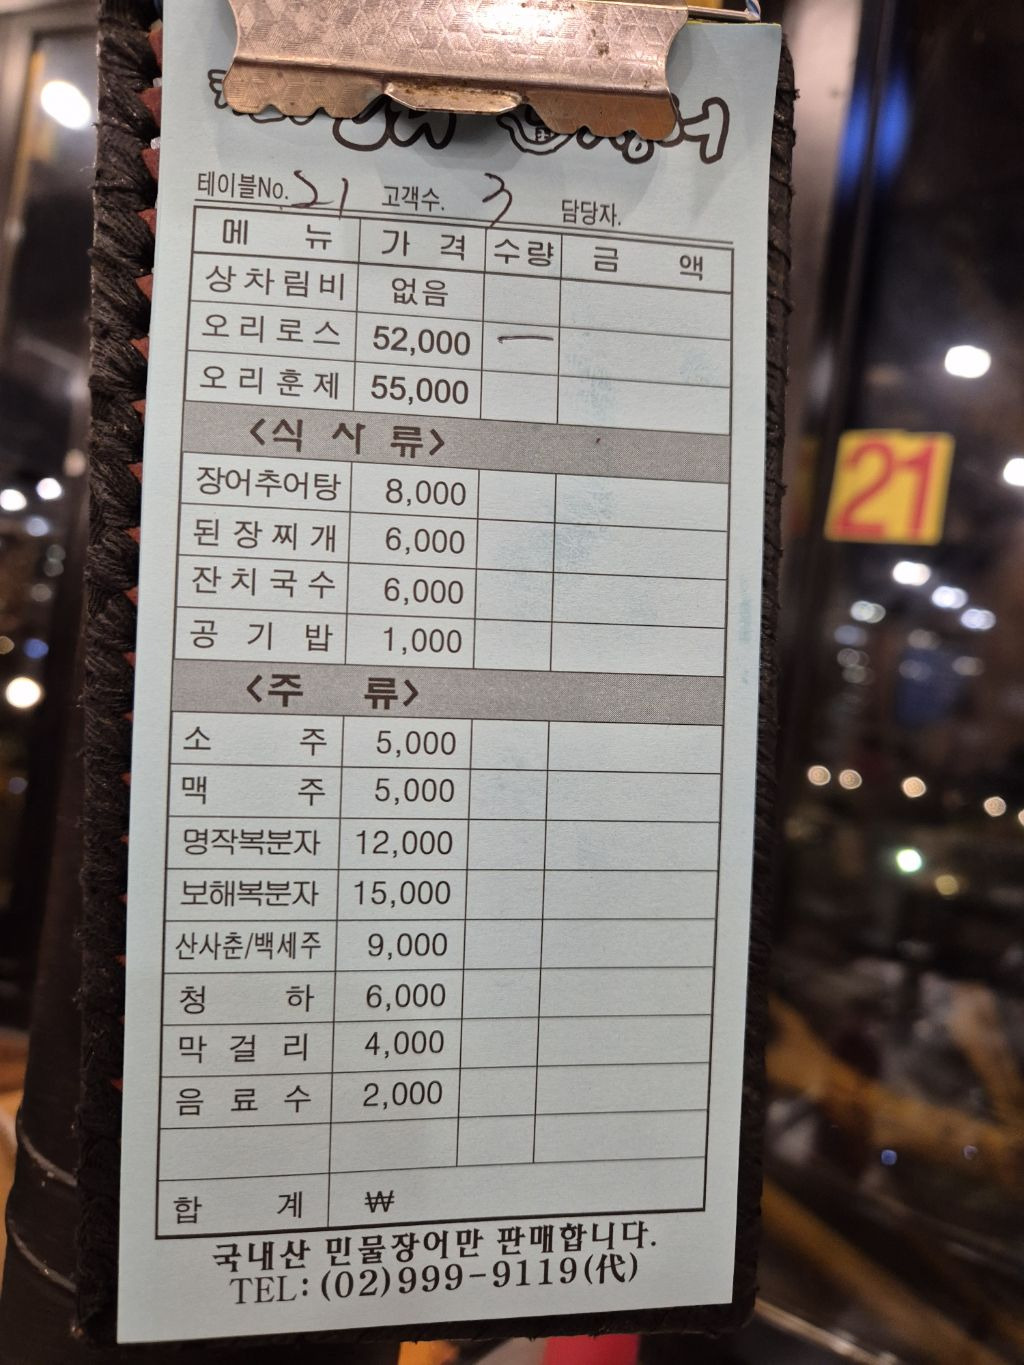 테이블No. 21 고객수. 3 담당자.
메 뉴 가 격 수량 금 액
상차림비 없음
오리로스 52,000 一
오리훈제 55,000
<식 사 류>
장어추어탕 8,000
된장찌개 6,000
잔치국수 6,000
공 기 밥 1,000
<주 류>
소 주 5,000
맥 주 5,000
명작복분자 12,000
보해복분자 15,000
산사춘/백세주 9,000
청 하 6,000
막 걸 리 4,000
음 료 수 2,000
합 계 ₩
국내산 민물장어만 판매합니다.
TEL: (02)999-9119(代)
21